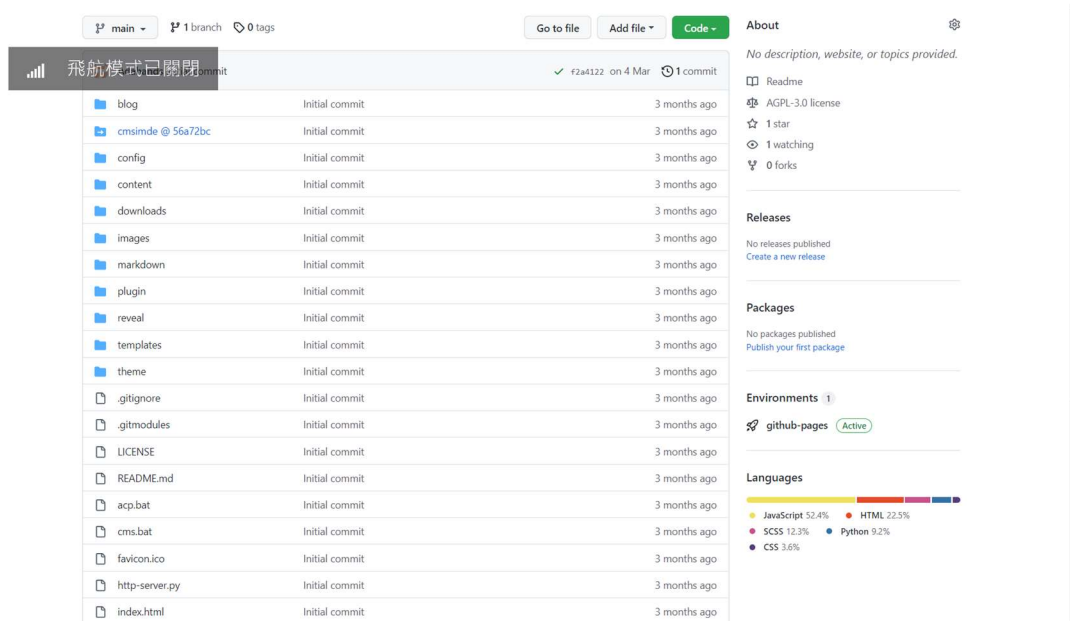 main
1 branch
0 tags
Go to file
Add file
Code
飛航模式已關閉
mmit
f2a4122 on 4 Mar
1 commit
blog Initial commit 3 months ago
cmsimde @ 56a72bc Initial commit 3 months ago
config Initial commit 3 months ago
content Initial commit 3 months ago
downloads Initial commit 3 months ago
images Initial commit 3 months ago
markdown Initial commit 3 months ago
plugin Initial commit 3 months ago
reveal Initial commit 3 months ago
templates Initial commit 3 months ago
theme Initial commit 3 months ago
.gitignore Initial commit 3 months ago
.gitmodules Initial commit 3 months ago
LICENSE Initial commit 3 months ago
README.md Initial commit 3 months ago
acp.bat Initial commit 3 months ago
cms.bat Initial commit 3 months ago
favicon.ico Initial commit 3 months ago
http-server.py Initial commit 3 months ago
index.html Initial commit 3 months ago
About
No description, website, or topics provided.
Readme
AGPL-3.0 license
1 star
1 watching
0 forks
Releases
No releases published
Create a new release
Packages
No packages published
Publish your first package
Environments 1
github-pages Active
Languages
JavaScript 52.4% HTML 22.5%
SCSS 12.3% Python 9.2%
CSS 3.6%